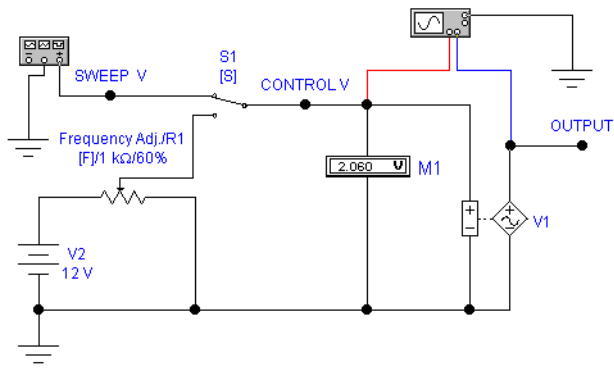 S1
[S]
SWEEP V
CONTROL V
OUTPUT
Frequency Adj./R1
[F]/1 kΩ/60%
2.060 V
M1
V1
V2
12 V